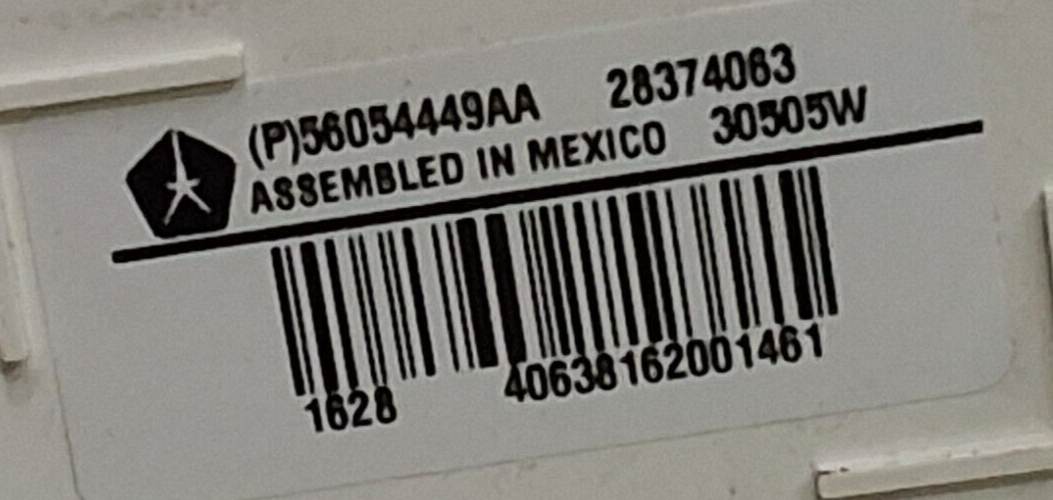 (P)56054449AA 28374063
ASSEMBLED IN MEXICO 30505W
1628 40638162001461